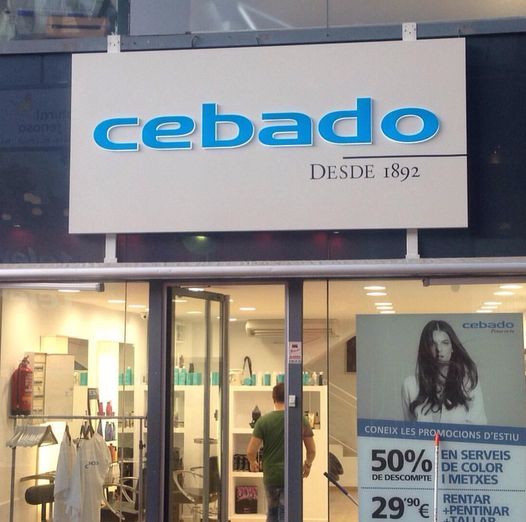 cebado
DESDE 1892
cebado
CONEIX LES PROMOCIONS D'ESTIU
50% EN SERVEIS
DE DESCOMPTE DE COLOR
I METXES
29'90€ RENTAR
+PENTINAR
+TALLAR